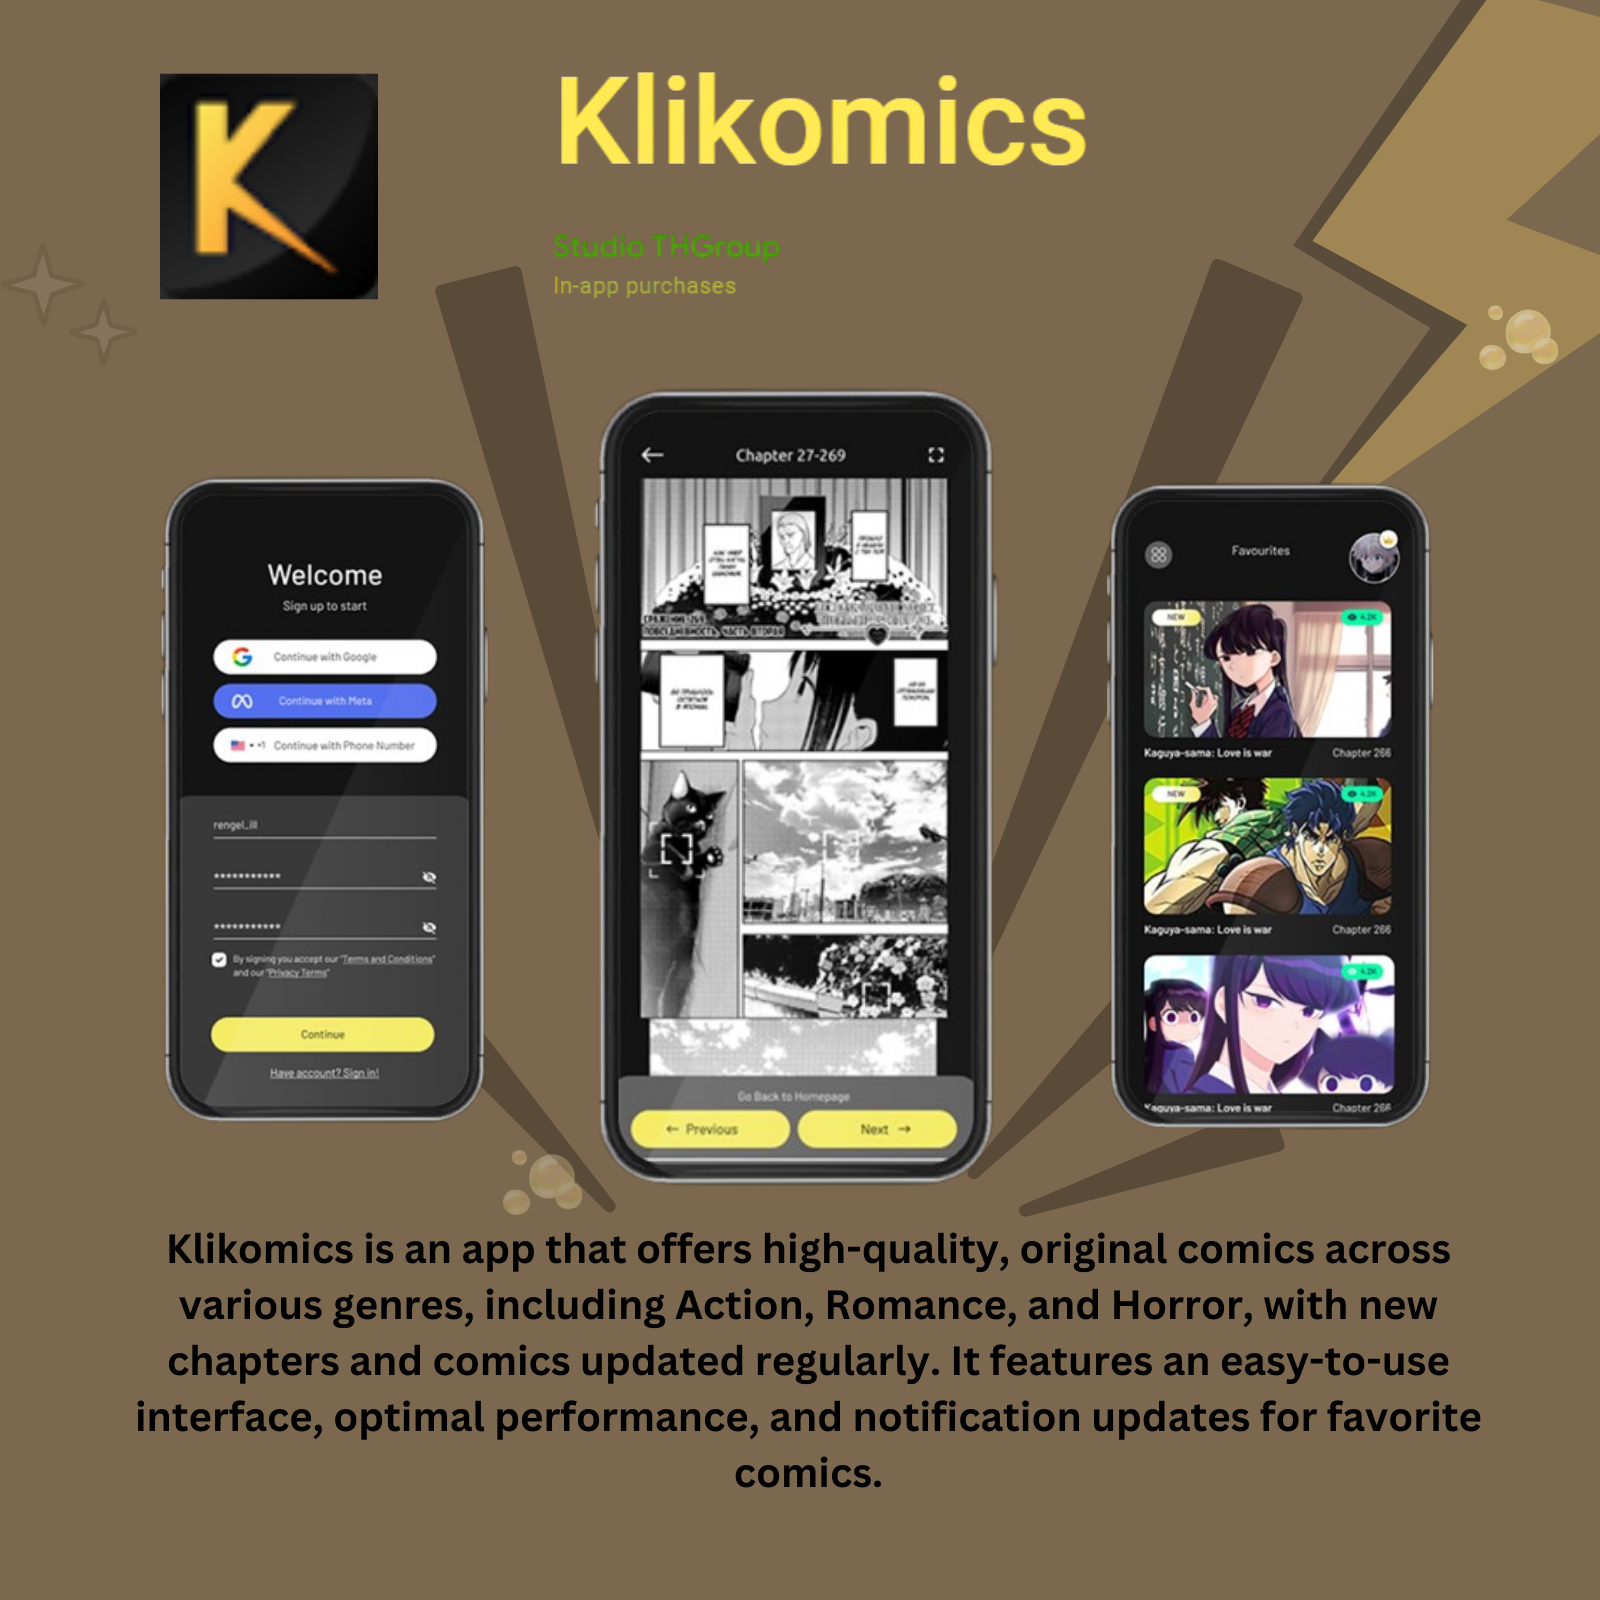 K
Klikomics
Studio THGroup
In-app purchases
Welcome
Sign up to start
Continue with Google
Continue with Meta
+1 Continue with Phone Number
rengel_ill
***********
***********
By signing you accept our "Terms and Conditions"
and our "Privacy Terms"
Continue
Have account? Sign in!
Chapter 27-269
ПОВСЕДНЕВНОСТЬ. ЧАСТЬ ВТОРАЯ
Go Back to Homepage
← Previous
Next →
Favourites
NEW
4.2K
Kaguya-sama: Love is war
Chapter 266
NEW
4.2K
Kaguya-sama: Love is war
Chapter 266
4.2K
Kaguya-sama: Love is war
Chapter 266
Klikomics is an app that offers high-quality, original comics across
various genres, including Action, Romance, and Horror, with new
chapters and comics updated regularly. It features an easy-to-use
interface, optimal performance, and notification updates for favorite
comics.